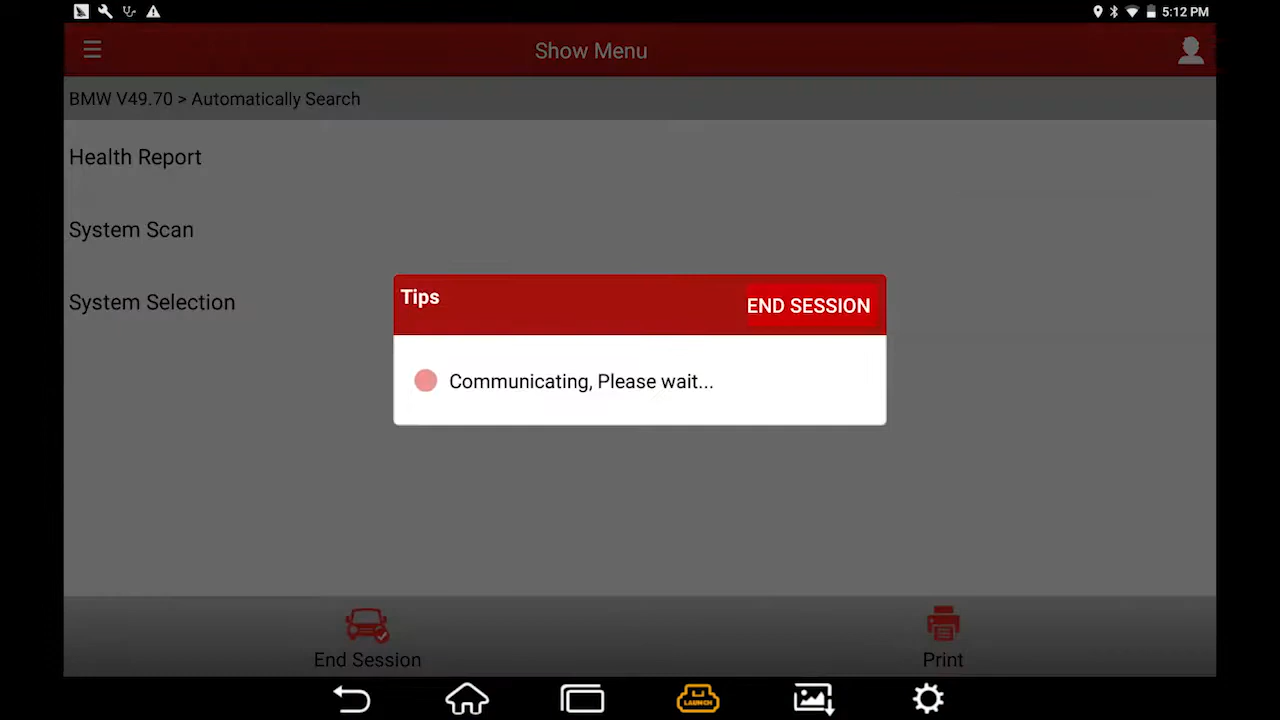 5:12 PM
Show Menu
BMW V49.70 > Automatically Search
Health Report
System Scan
System Selection
Tips
END SESSION
Communicating, Please wait...
End Session
Print
LAUNCH